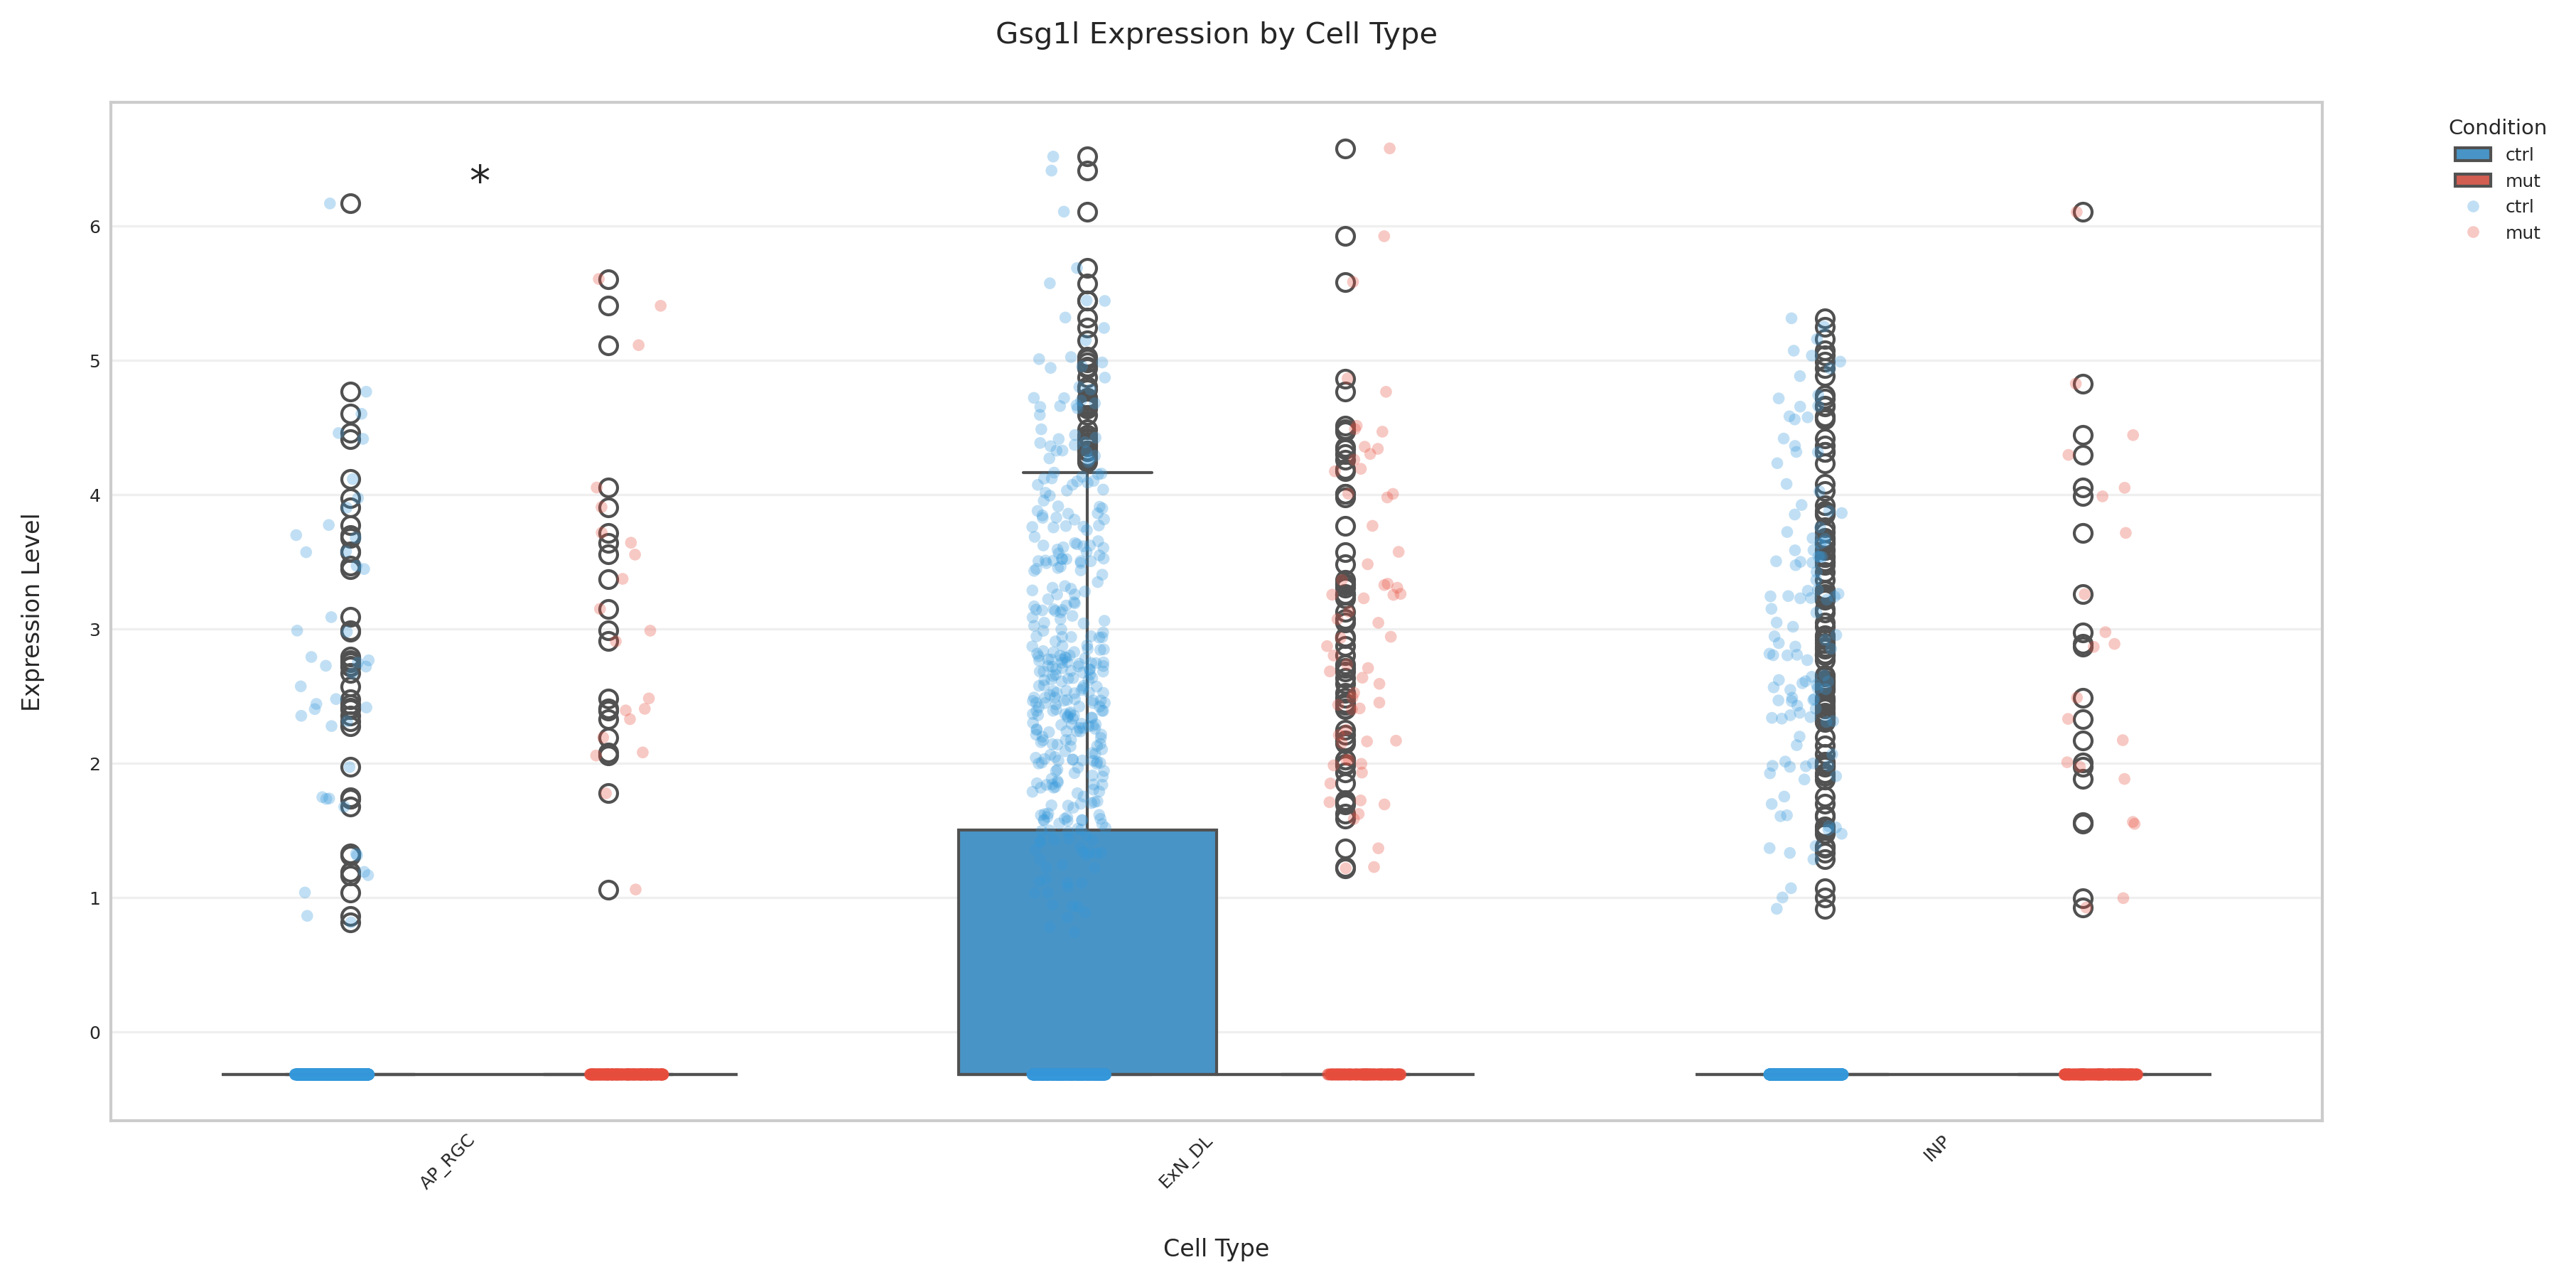 Gsg1l Expression by Cell Type
*
Condition
ctrl
mut
ctrl
mut
Expression Level
6
5
4
3
2
1
0
AP_RGC
ExN_DL
INP
Cell Type